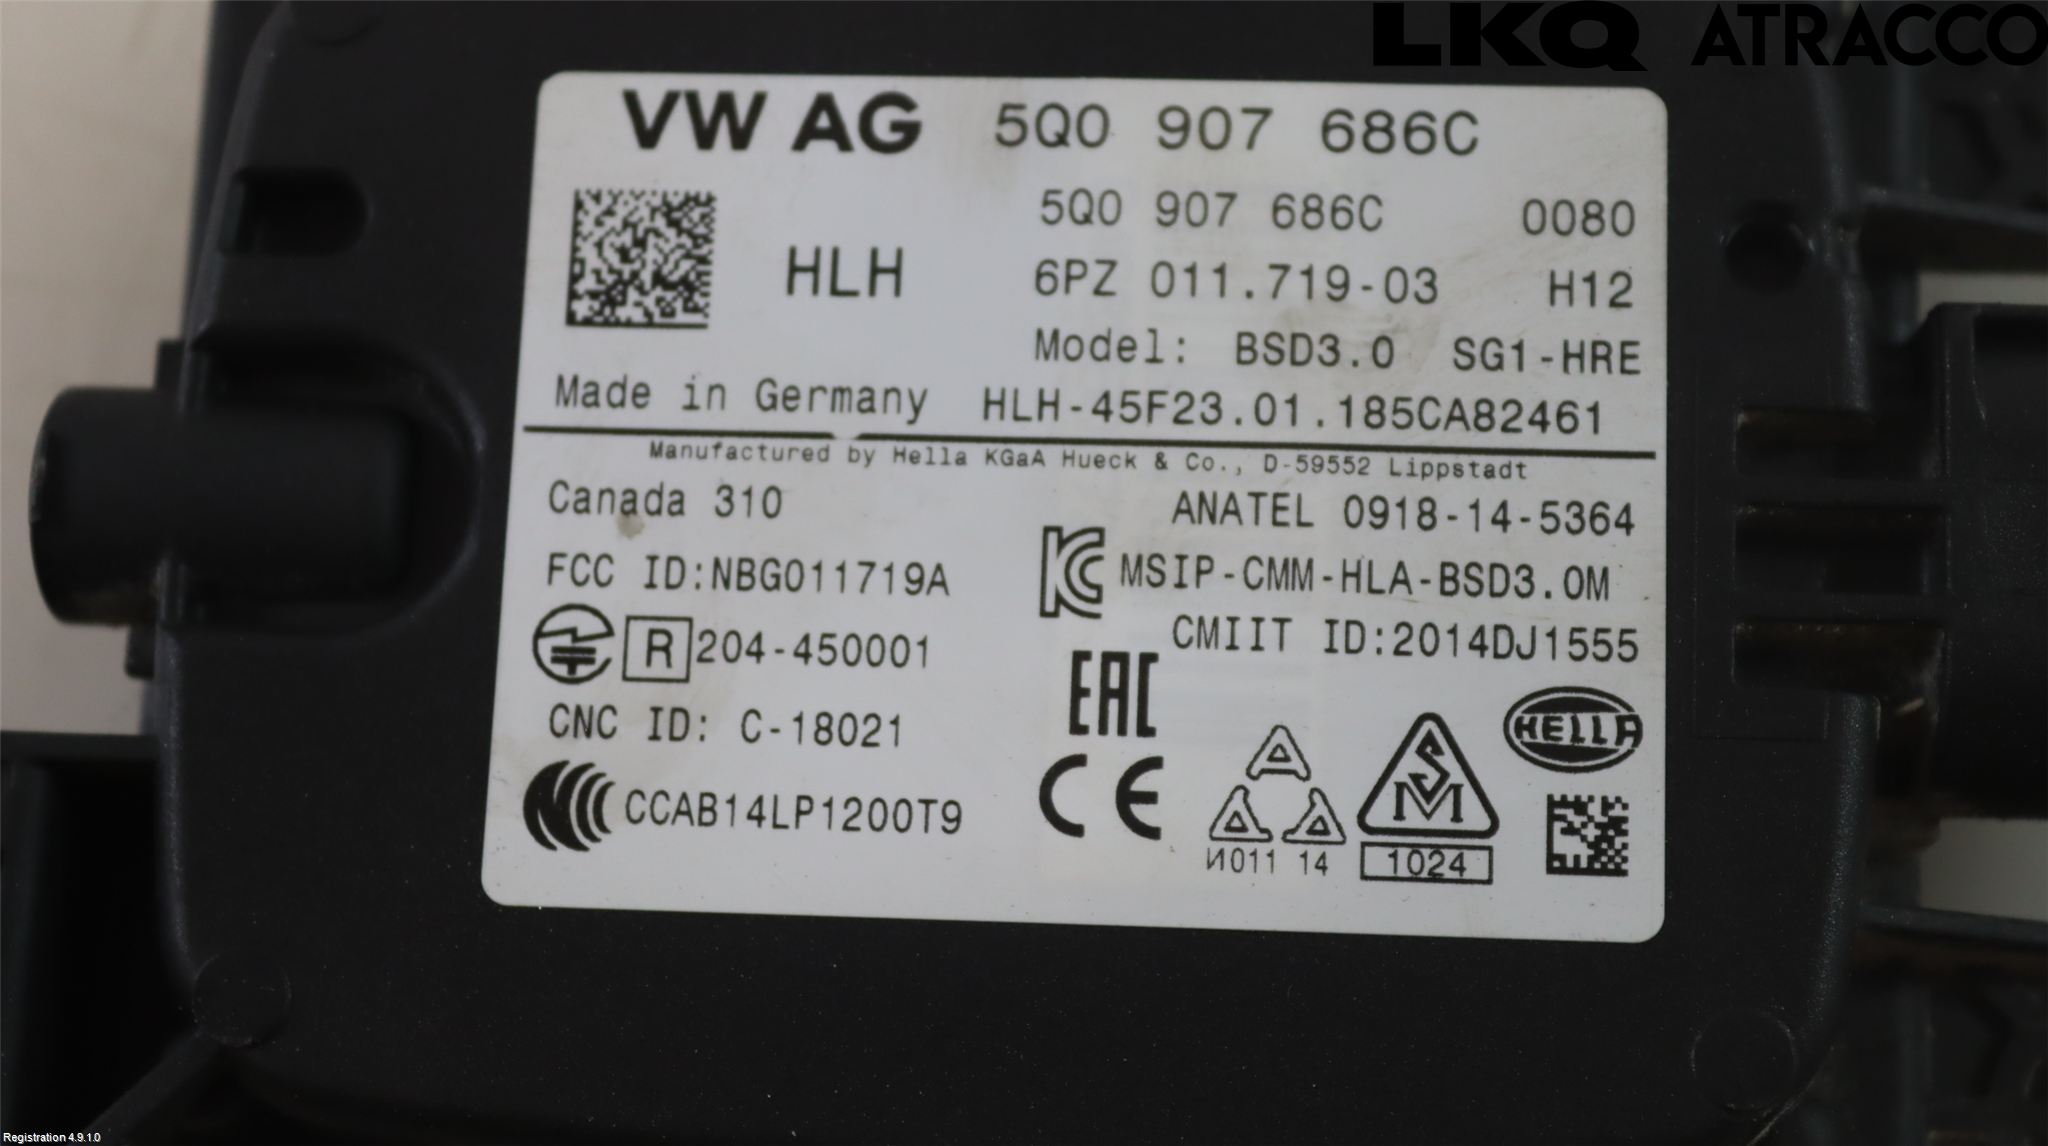 LKQ ATRACCO
VW AG 5Q0 907 686C
5Q0 907 686C 0080
HLH 6PZ 011.719-03 H12
Model: BSD3.0 SG1-HRE
Made in Germany HLH-45F23.01.185CA82461
Manufactured by Hella KGaA Hueck & Co., D-59552 Lippstadt
Canada 310 ANATEL 0918-14-5364
FCC ID:NBG011719A KC MSIP-CMM-HLA-BSD3.0M
R 204-450001 CMIIT ID:2014DJ1555
EAC
CNC ID: C-18021 HELLA
CCAB14LP1200T9 CE
A A A
SM
И011 14 1024
Registration 4.9.1.0